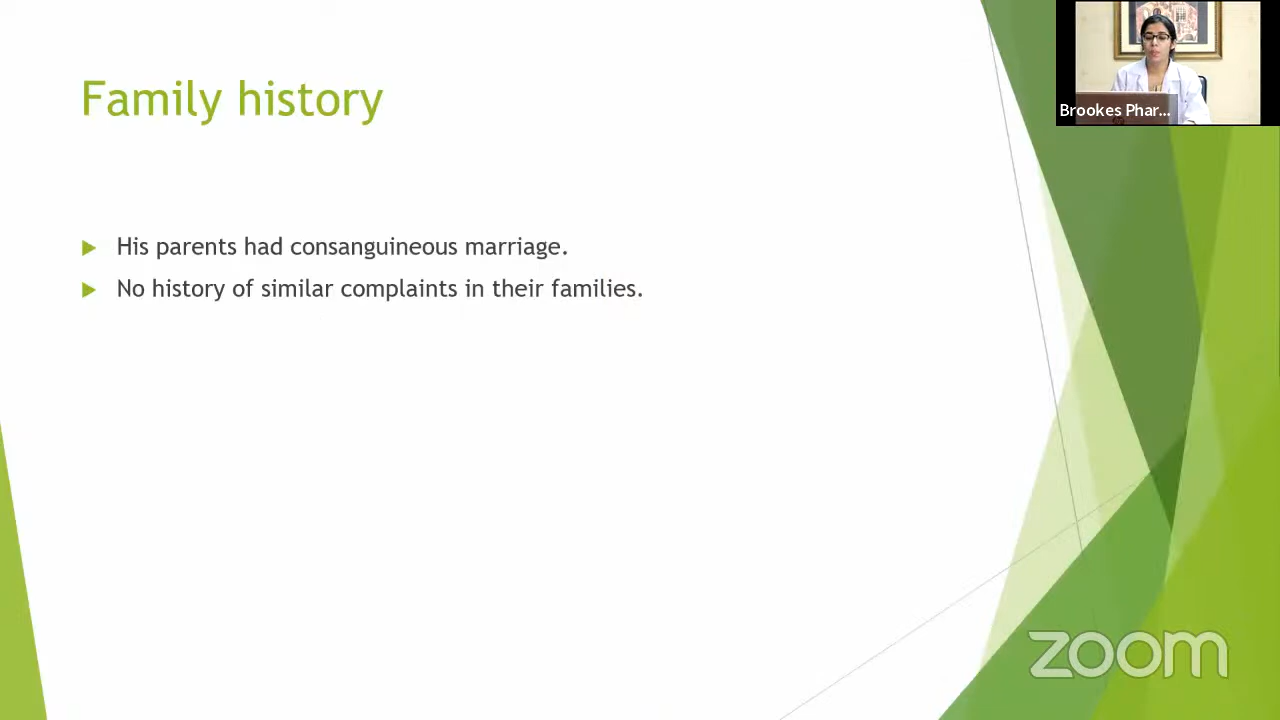 Family history
Brookes Phar...
His parents had consanguineous marriage.
No history of similar complaints in their families.
zoom